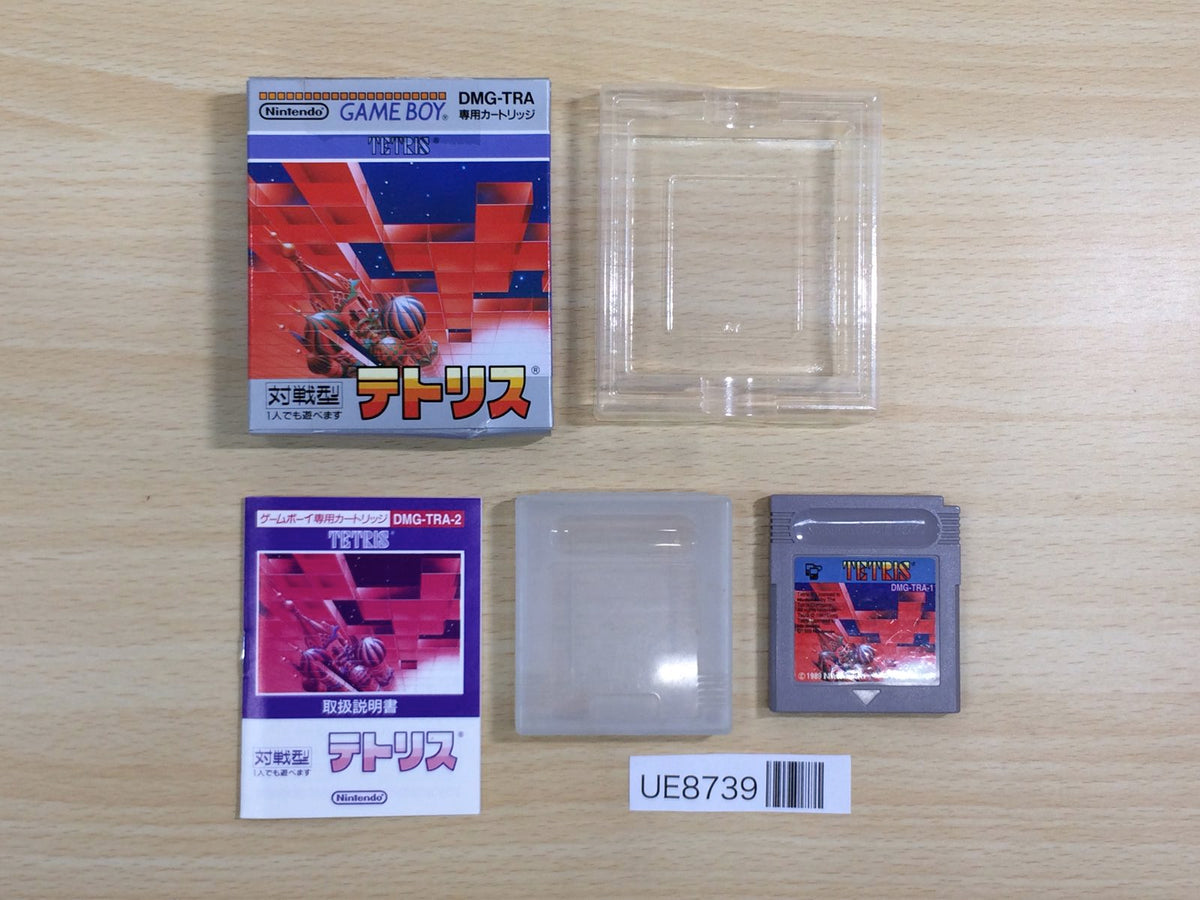 Nintendo®
GAME BOY®
DMG-TRA
専用カートリッジ
TETRIS®
対戦型
1人でも遊べます
テトリス®
ゲームボーイ専用カートリッジ
DMG-TRA-2
TETRIS®
取扱説明書
対戦型
1人でも遊べます
テトリス®
Nintendo®
TETRIS®
DMG-TRA-1
© 1989 Nintendo
UE8739